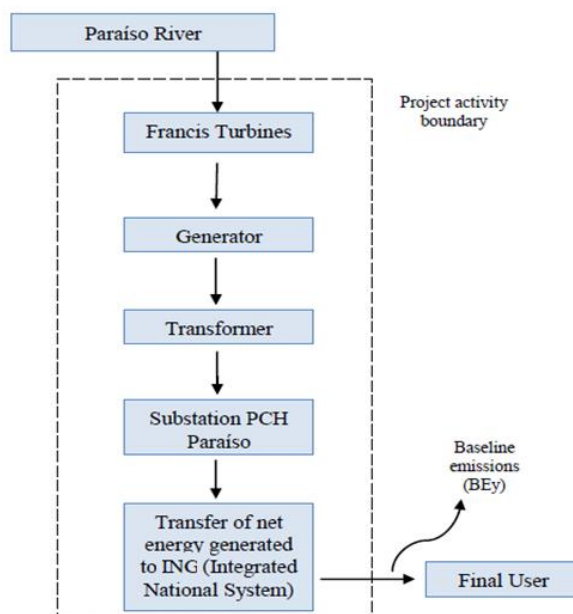 Paraíso River
Project activity
boundary
Francis Turbines
Generator
Transformer
Substation PCH
Paraíso
Baseline
emissions
(BEy)
Transfer of net
energy generated
to ING (Integrated
National System)
Final User